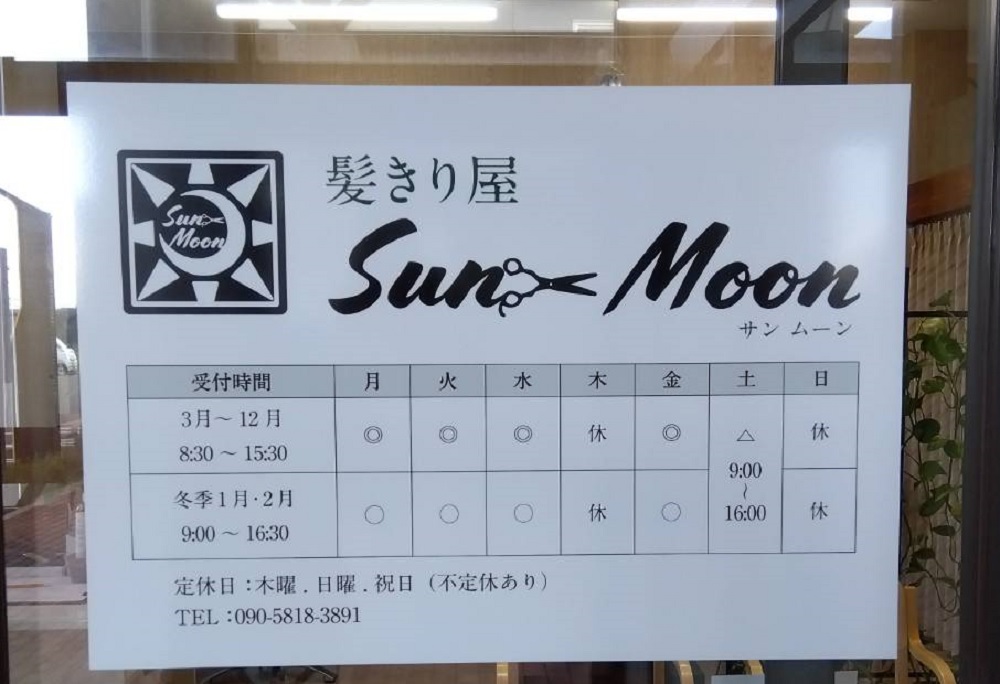 Sun
Moon
髪きり屋
Sun Moon
サン ムーン
受付時間 月 火 水 木 金 土 日
3月〜12月
8:30 〜 15:30
◎ ◎ ◎ 休 ◎ △ 休
9:00
〜
16:00
冬季1月·2月
9:00 〜 16:30
○ ○ ○ 休 ○ 休
定休日:木曜.日曜.祝日(不定休あり)
TEL:090-5818-3891